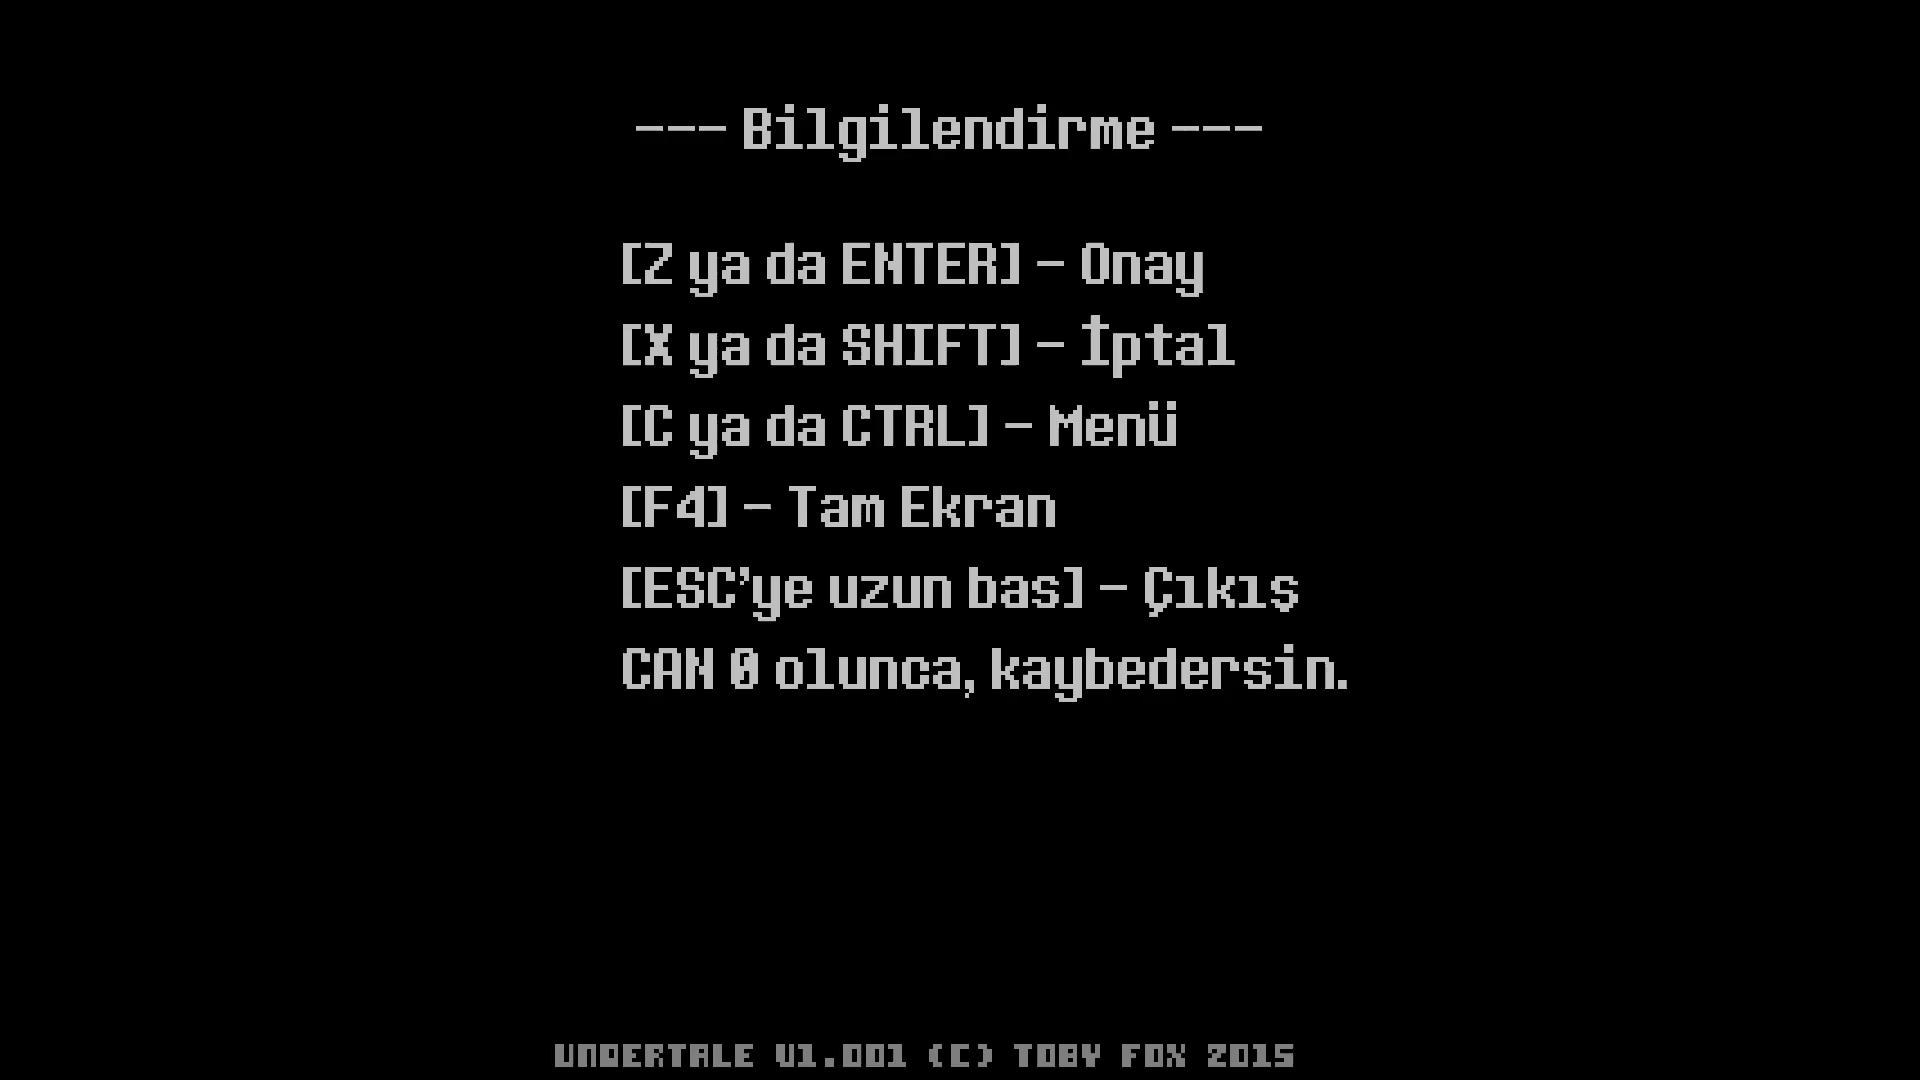 --- Bilgilendirme ---
[Z ya da ENTER] - Onay
[X ya da SHIFT] - İptal
[C ya da CTRL] - Menü
[F4] - Tam Ekran
[ESC'ye uzun bas] - Çıkış
CAN 0 olunca, kaybedersin.
UNDERTALE V1.001 (C) TOBY FOX 2015